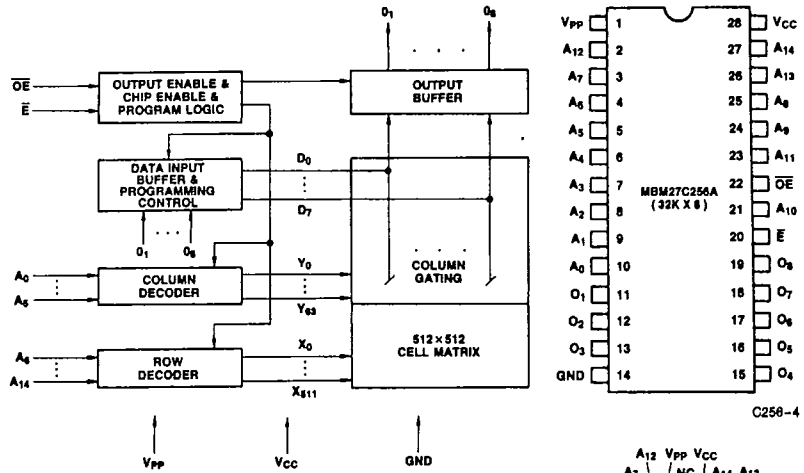 O₁ . . . O₈
OE
E
OUTPUT ENABLE &
CHIP ENABLE &
PROGRAM LOGIC
OUTPUT
BUFFER
DATA INPUT
BUFFER &
PROGRAMMING
CONTROL
D₀
⋮
D₇
O₁ . . . O₈
A₀
⋮
A₅
COLUMN
DECODER
Y₀
⋮
Y₆₃
COLUMN
GATING
512×512
CELL MATRIX
A₆
⋮
A₁₄
ROW
DECODER
X₀
⋮
X₅₁₁
VPP
VCC
GND
VPP 1 28 VCC
A₁₂ 2 27 A₁₄
A₇ 3 26 A₁₃
A₆ 4 25 A₈
A₅ 5 24 A₉
A₄ 6 23 A₁₁
A₃ 7 22 OE
MBM27C256A
(32K X 8)
A₂ 8 21 A₁₀
A₁ 9 20 E
A₀ 10 19 O₈
O₁ 11 18 O₇
O₂ 12 17 O₆
O₃ 13 16 O₅
GND 14 15 O₄
C256-4
A₁₂ VPP VCC
A₇ NC A₁₄ A₁₃